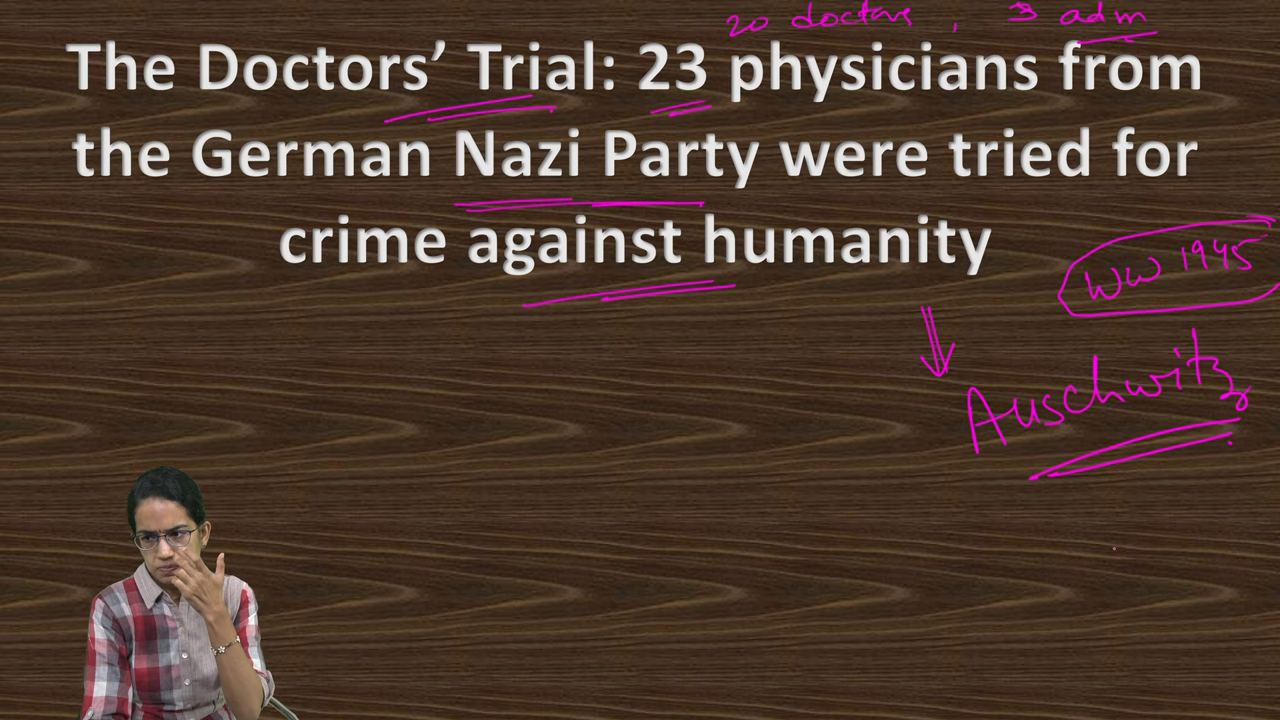 20 doctors, 3 adm
The Doctors’ Trial: 23 physicians from
the German Nazi Party were tried for
crime against humanity
WW 1945
Auschwitz